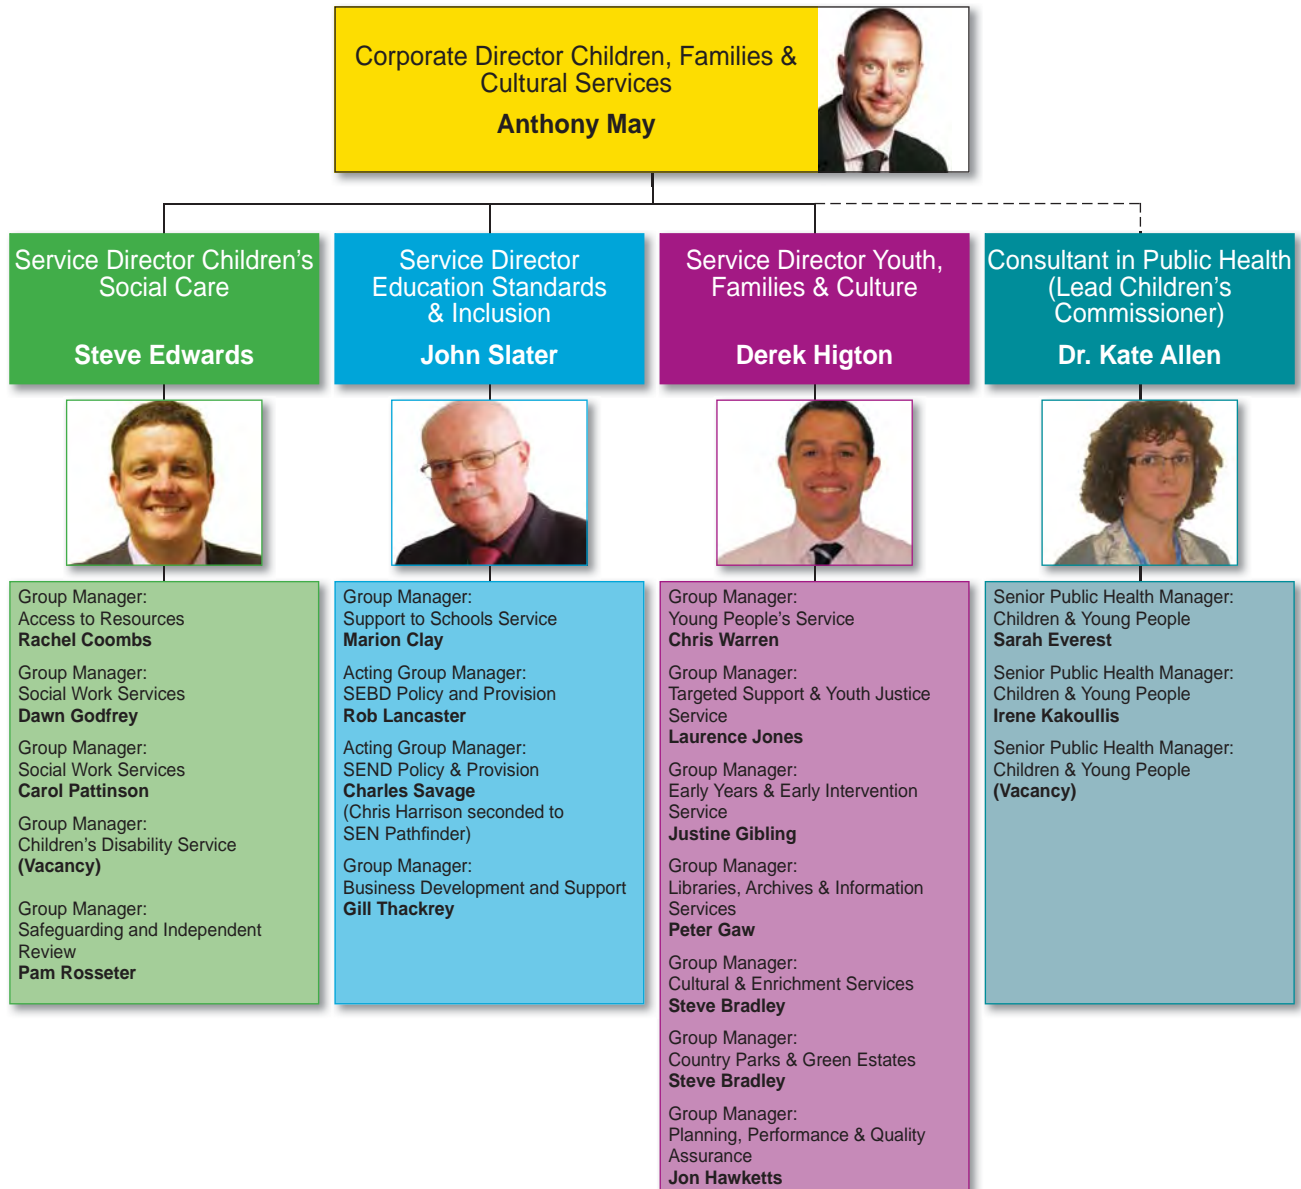 Corporate Director Children, Families &
Cultural Services
Anthony May
Service Director Children's
Social Care
Steve Edwards
Service Director
Education Standards
& Inclusion
John Slater
Service Director Youth,
Families & Culture
Derek Higton
Consultant in Public Health
(Lead Children's
Commissioner)
Dr. Kate Allen
Group Manager:
Access to Resources
Rachel Coombs
Group Manager:
Social Work Services
Dawn Godfrey
Group Manager:
Social Work Services
Carol Pattinson
Group Manager:
Children's Disability Service
(Vacancy)
Group Manager:
Safeguarding and Independent
Review
Pam Rosseter
Group Manager:
Support to Schools Service
Marion Clay
Acting Group Manager:
SEBD Policy and Provision
Rob Lancaster
Acting Group Manager:
SEND Policy & Provision
Charles Savage
(Chris Harrison seconded to
SEN Pathfinder)
Group Manager:
Business Development and Support
Gill Thackrey
Group Manager:
Young People's Service
Chris Warren
Group Manager:
Targeted Support & Youth Justice
Service
Laurence Jones
Group Manager:
Early Years & Early Intervention
Service
Justine Gibling
Group Manager:
Libraries, Archives & Information
Services
Peter Gaw
Group Manager:
Cultural & Enrichment Services
Steve Bradley
Group Manager:
Country Parks & Green Estates
Steve Bradley
Group Manager:
Planning, Performance & Quality
Assurance
Jon Hawketts
Senior Public Health Manager:
Children & Young People
Sarah Everest
Senior Public Health Manager:
Children & Young People
Irene Kakoullis
Senior Public Health Manager:
Children & Young People
(Vacancy)